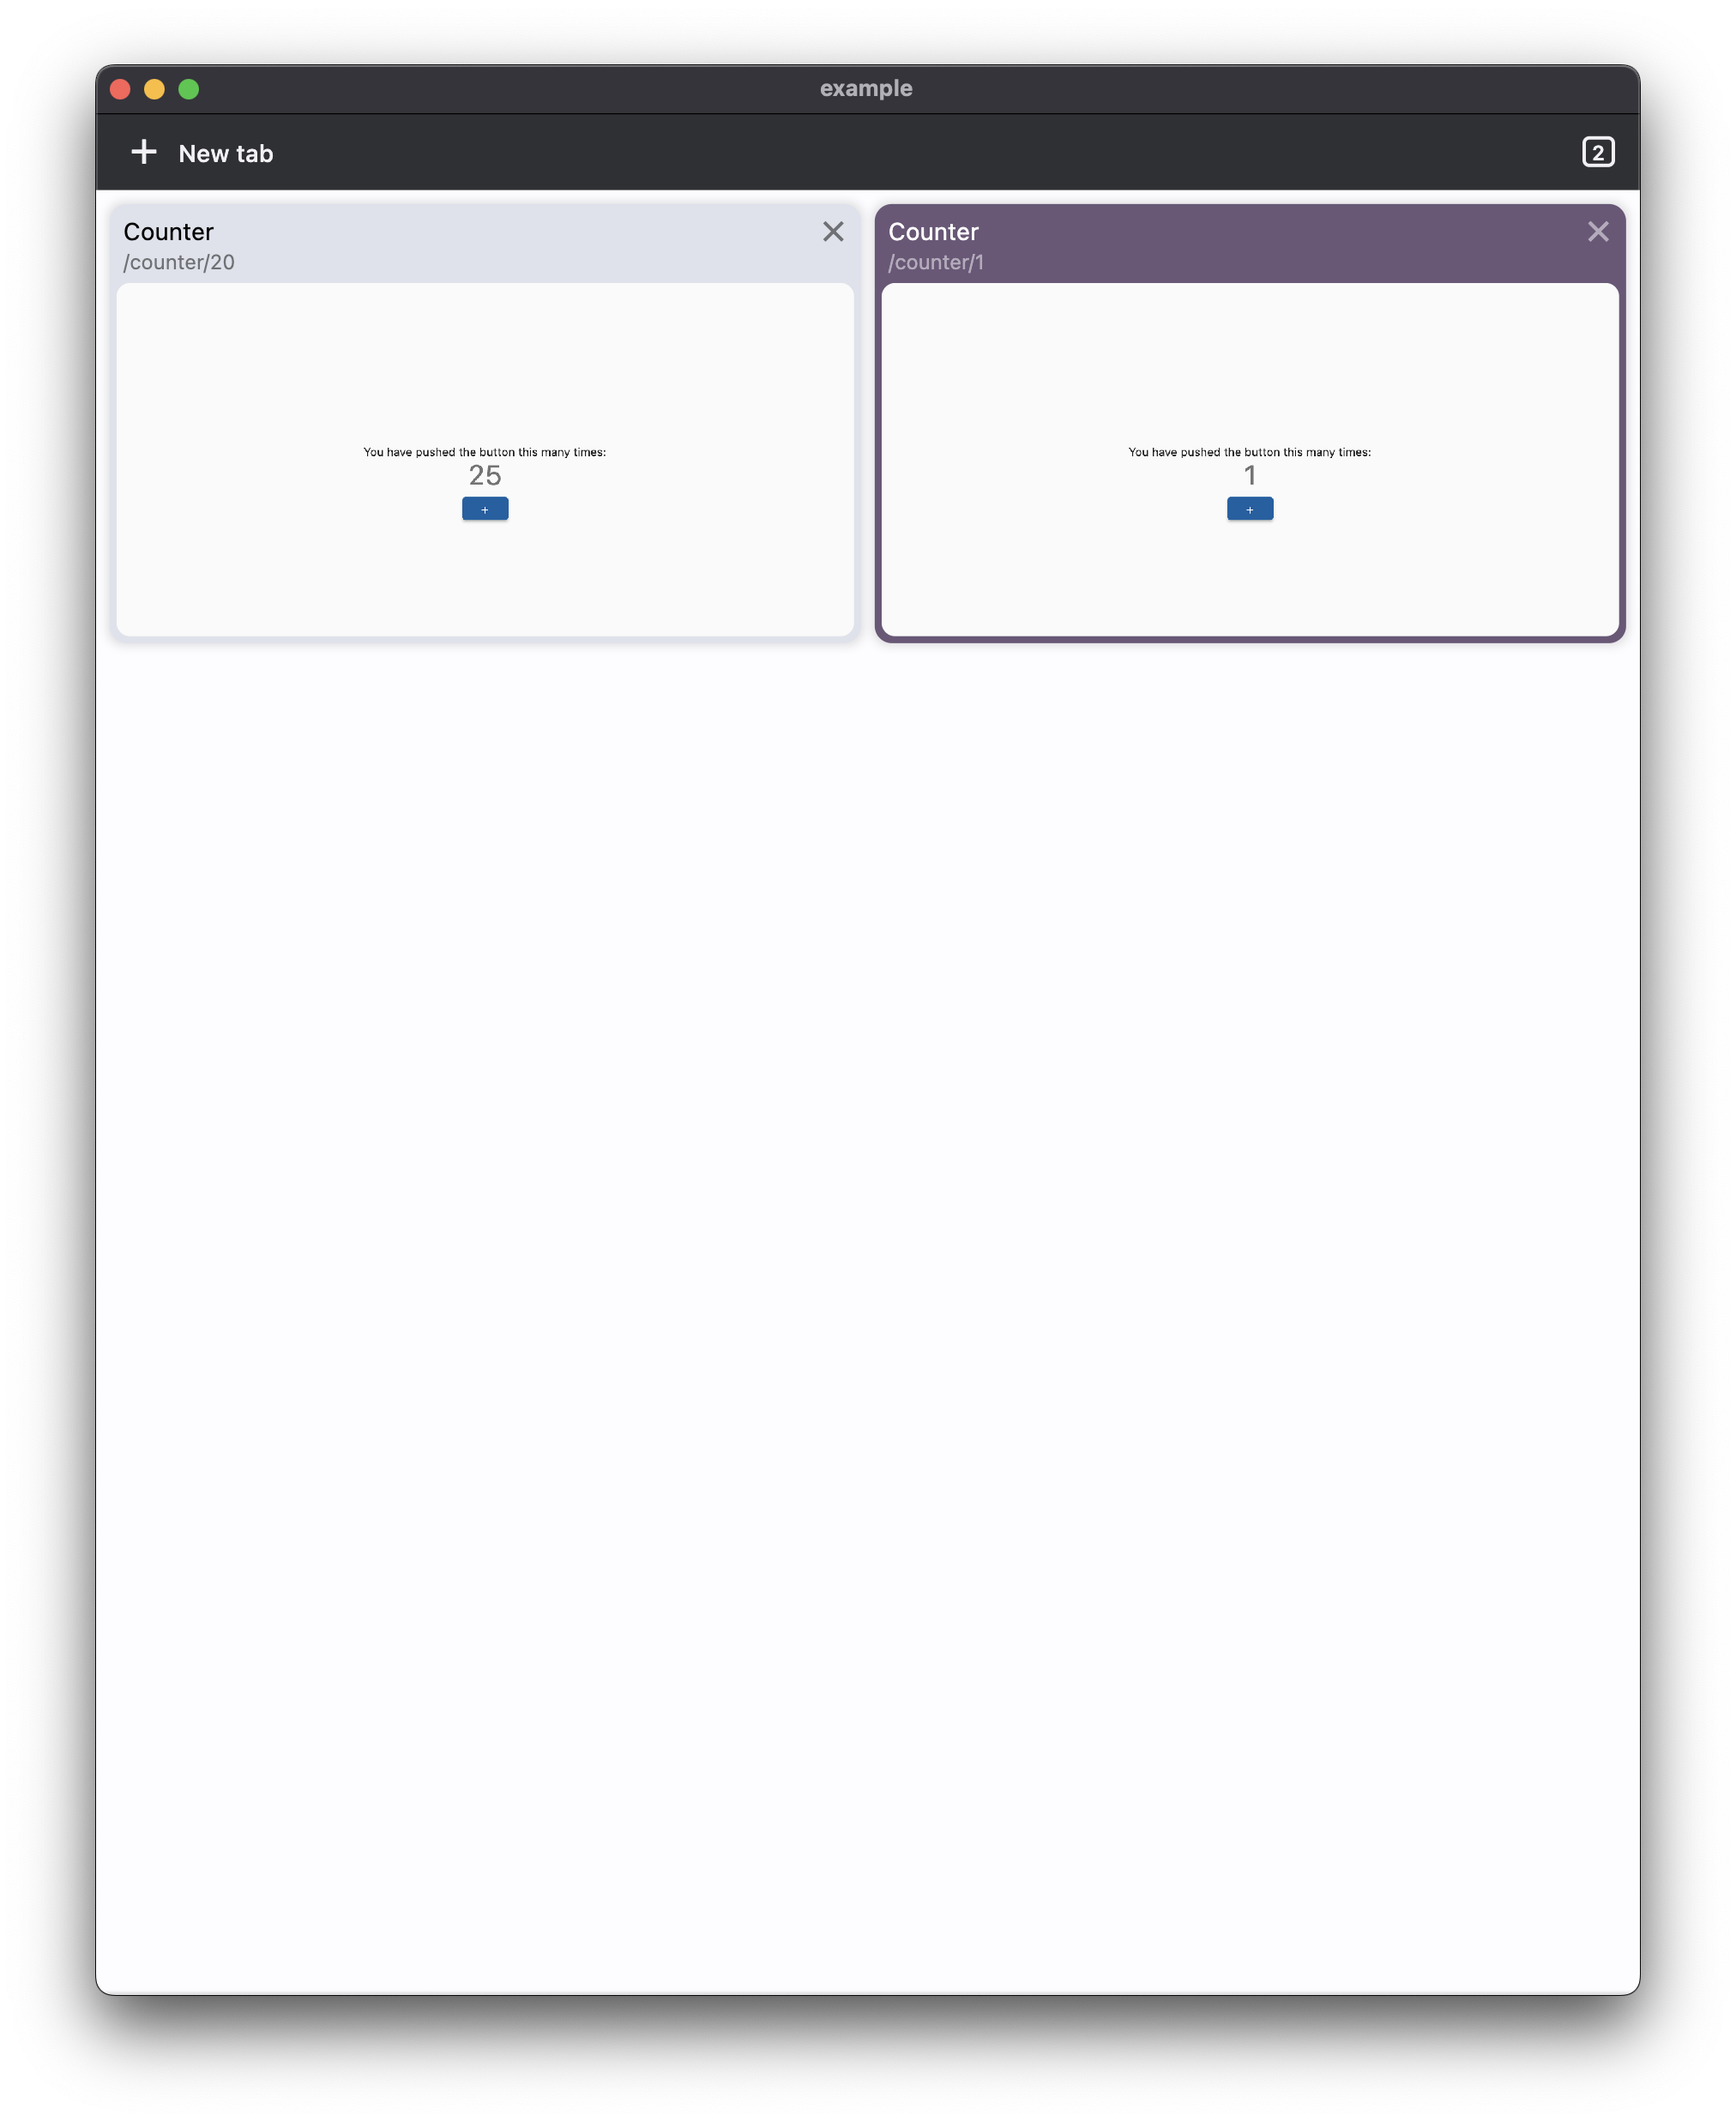 example
New tab
2
Counter
/counter/20
You have pushed the button this many times:
25
+
Counter
/counter/1
You have pushed the button this many times:
1
+